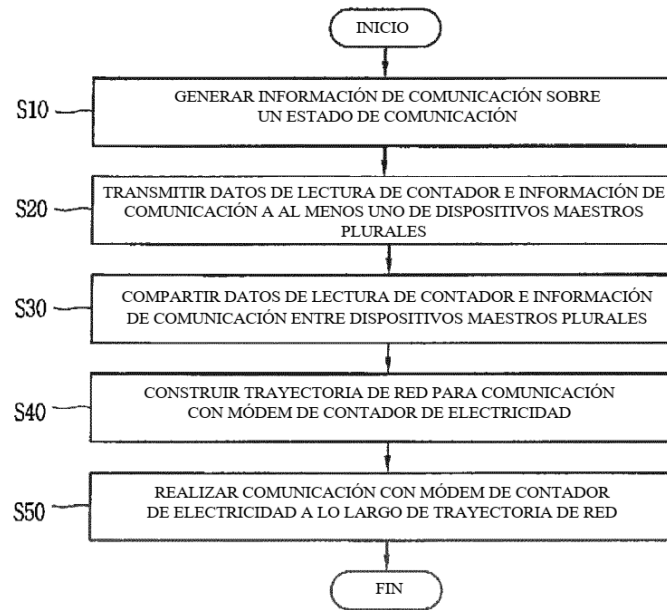 INICIO
S10
GENERAR INFORMACIÓN DE COMUNICACIÓN SOBRE
UN ESTADO DE COMUNICACIÓN
S20
TRANSMITIR DATOS DE LECTURA DE CONTADOR E INFORMACIÓN DE
COMUNICACIÓN A AL MENOS UNO DE DISPOSITIVOS MAESTROS
PLURALES
S30
COMPARTIR DATOS DE LECTURA DE CONTADOR E INFORMACIÓN
DE COMUNICACIÓN ENTRE DISPOSITIVOS MAESTROS PLURALES
S40
CONSTRUIR TRAYECTORIA DE RED PARA COMUNICACIÓN
CON MÓDEM DE CONTADOR DE ELECTRICIDAD
S50
REALIZAR COMUNICACIÓN CON MÓDEM DE CONTADOR
DE ELECTRICIDAD A LO LARGO DE TRAYECTORIA DE RED
FIN